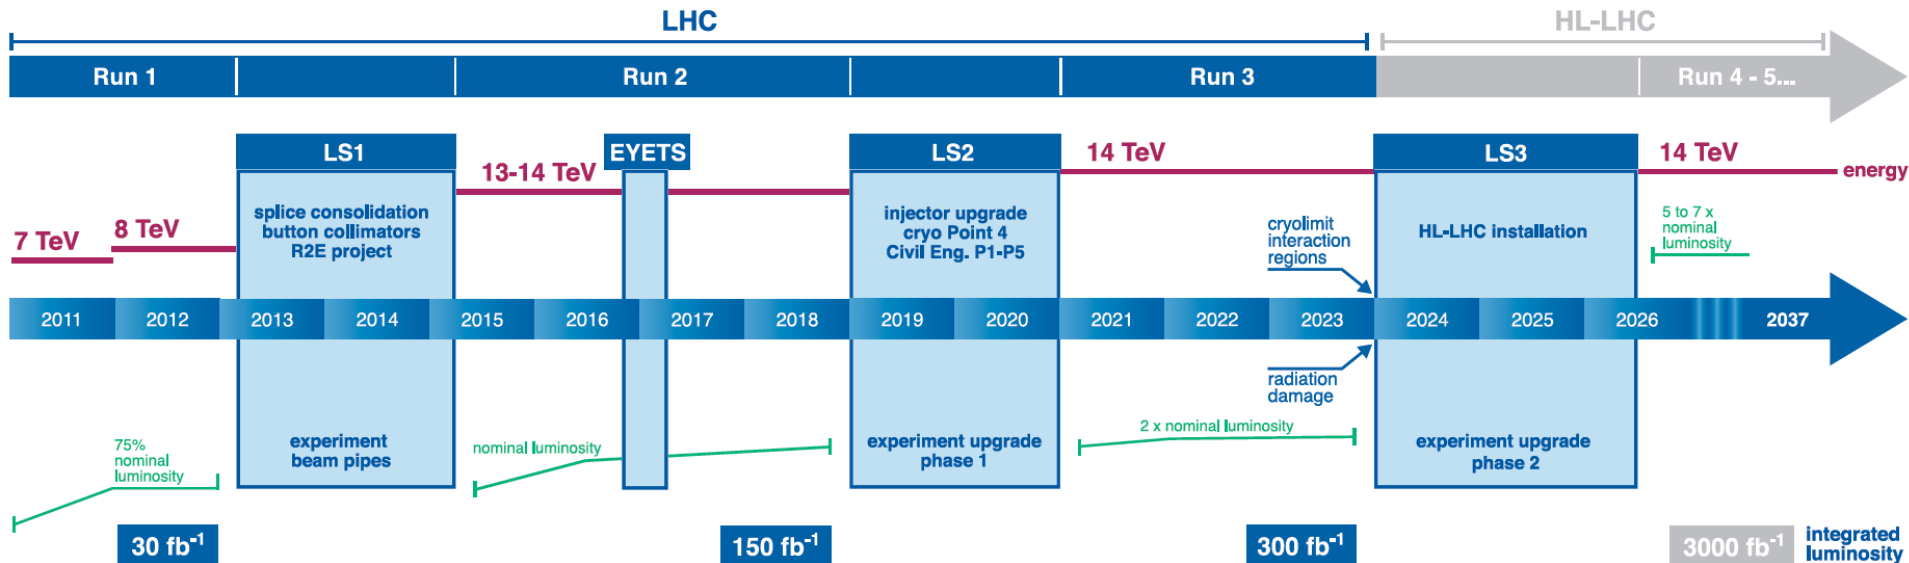 LHC
HL-LHC
Run 1
Run 2
Run 3
Run 4 - 5...
LS1
EYETS
LS2
14 TeV
LS3
14 TeV
energy
13-14 TeV
7 TeV
8 TeV
splice consolidation
button collimators
R2E project
injector upgrade
cryo Point 4
Civil Eng. P1-P5
cryolimit
interaction
regions
HL-LHC installation
5 to 7 x
nominal
luminosity
2011
2012
2013
2014
2015
2016
2017
2018
2019
2020
2021
2022
2023
2024
2025
2026
2037
radiation
damage
75%
nominal
luminosity
experiment
beam pipes
nominal luminosity
experiment upgrade
phase 1
2 x nominal luminosity
experiment upgrade
phase 2
30 fb⁻¹
150 fb⁻¹
300 fb⁻¹
3000 fb⁻¹
integrated
luminosity